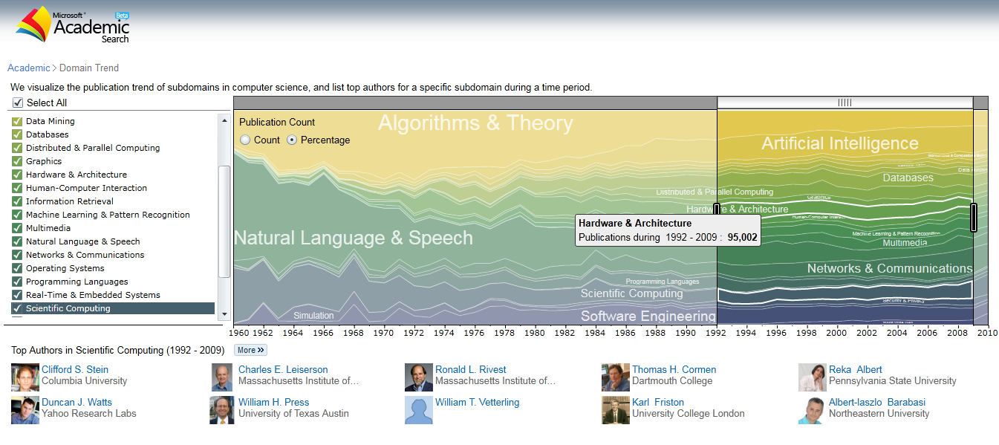 Microsoft® Beta
Academic
Search
Academic > Domain Trend
We visualize the publication trend of subdomains in computer science, and list top authors for a specific subdomain during a time period.
Select All
Data Mining
Databases
Distributed & Parallel Computing
Graphics
Hardware & Architecture
Human-Computer Interaction
Information Retrieval
Machine Learning & Pattern Recognition
Multimedia
Natural Language & Speech
Networks & Communications
Operating Systems
Programming Languages
Real-Time & Embedded Systems
Scientific Computing
Publication Count
Count Percentage
Algorithms & Theory
Artificial Intelligence
Databases
Distributed & Parallel Computing
Graphics
Hardware & Architecture
Human-Computer
Hardware & Architecture
Publications during 1992 - 2009 : 95,002
Machine Learning & Pattern Recognition
Natural Language & Speech
Multimedia
Networks & Communications
Programming Languages
Scientific Computing
Security & Privacy
Simulation
Software Engineering
1960 1962 1964 1966 1968 1970 1972 1974 1976 1978 1980 1982 1984 1986 1988 1990 1992 1994 1996 1998 2000 2002 2004 2006 2008 2010
Top Authors in Scientific Computing (1992 - 2009) More »
Clifford S. Stein Charles E. Leiserson Ronald L. Rivest Thomas H. Cormen Reka Albert
Columbia University Massachusetts Institute of... Massachusetts Institute of... Dartmouth College Pennsylvania State University
Duncan J. Watts William H. Press William T. Vetterling Karl Friston Albert-laszlo Barabasi
Yahoo Research Labs University of Texas Austin University College London Northeastern University